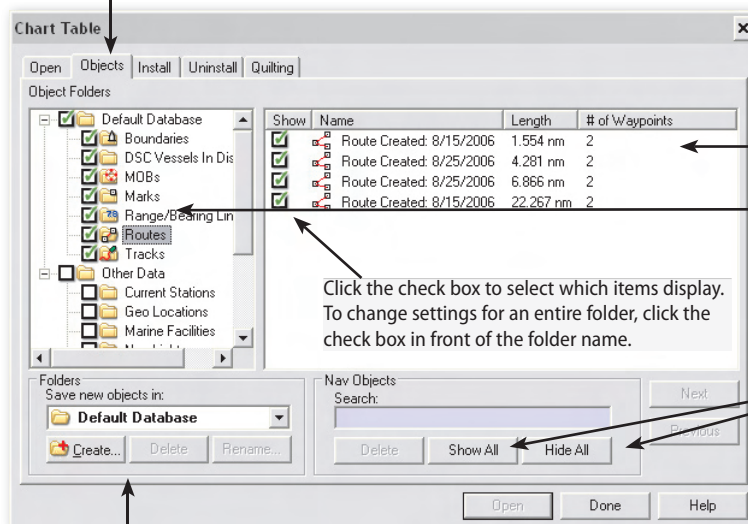 Chart Table
Open Objects Install Uninstall Quilting
Object Folders
Default Database
Boundaries
DSC Vessels In Dis
MOBs
Marks
Range/Bearing Lin
Routes
Tracks
Other Data
Current Stations
Geo Locations
Marine Facilities
Show Name Length # of Waypoints
Route Created: 8/15/2006 1.554 nm 2
Route Created: 8/25/2006 4.281 nm 2
Route Created: 8/25/2006 6.866 nm 2
Route Created: 8/15/2006 22.267 nm 2
Click the check box to select which items display.
To change settings for an entire folder, click the
check box in front of the folder name.
Folders
Save new objects in:
Default Database
Create... Delete Rename...
Nav Objects
Search:
Delete Show All Hide All
Next
Previous
Open Done Help